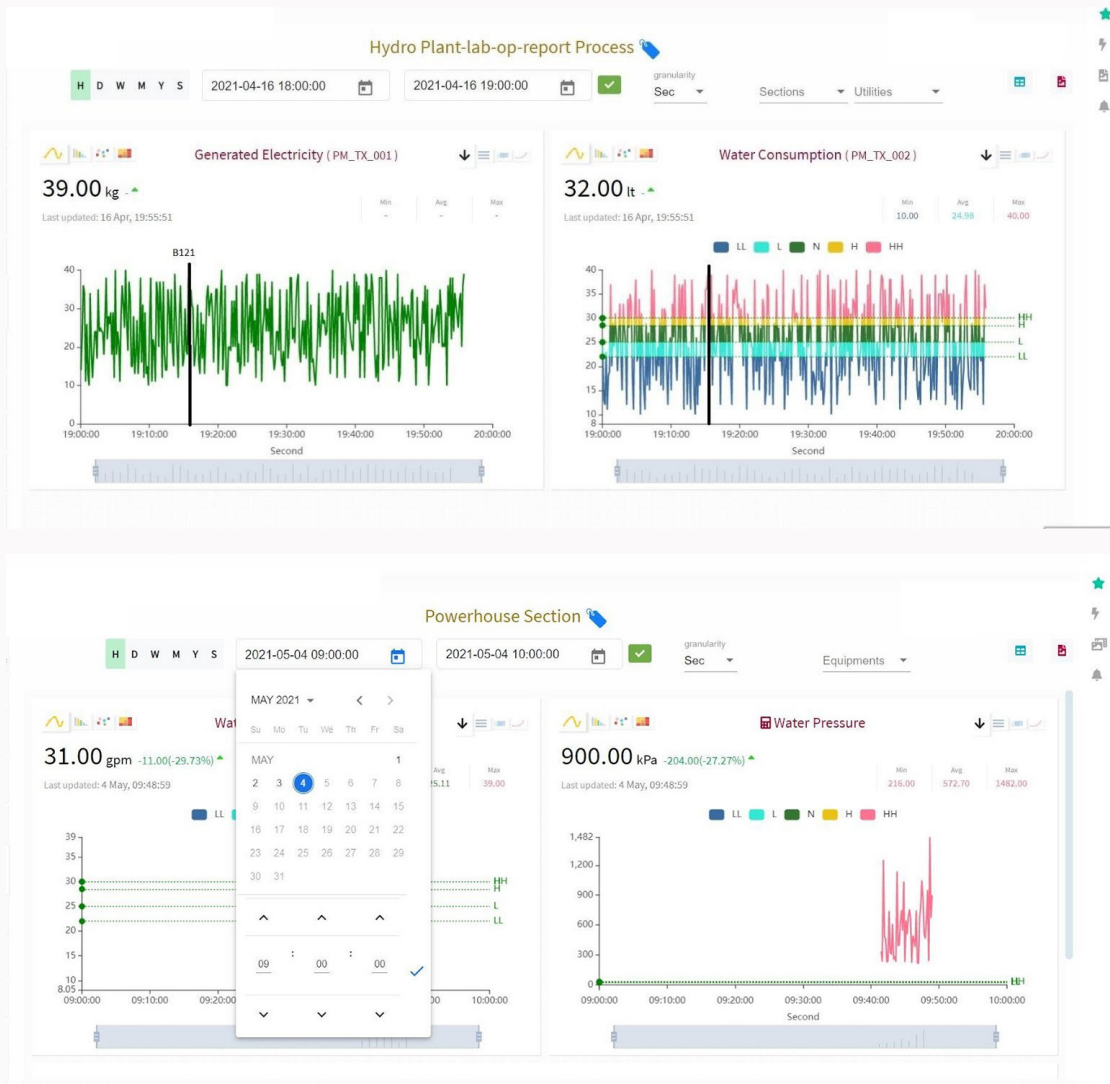 Hydro Plant-lab-op-report Process
H D W M Y S
2021-04-16 18:00:00
2021-04-16 19:00:00
granularity
Sec
Sections
Utilities
Generated Electricity ( PM_TX_001 )
39.00 kg -
Last updated: 16 Apr, 19:55:51
Min Avg Max
- - -
B121
40
30
20
10
0
19:00:00 19:10:00 19:20:00 19:30:00 19:40:00 19:50:00 20:00:00
Second
Water Consumption ( PM_TX_002 )
32.00 lt -
Last updated: 16 Apr, 19:55:51
Min Avg Max
10.00 24.98 40.00
LL L N H HH
40
35
30
25
20
15
10
8
HH
H
L
LL
19:00:00 19:10:00 19:20:00 19:30:00 19:40:00 19:50:00 20:00:00
Second
Powerhouse Section
H D W M Y S
2021-05-04 09:00:00
2021-05-04 10:00:00
granularity
Sec
Equipments
Wat
31.00 gpm -11.00(-29.73%)
Last updated: 4 May, 09:48:59
Avg Max
5.11 39.00
LL
39
35
30
25
20
15
10
8.05
HH
H
L
LL
09:00:00 09:10:00 09:20:00 00 10:00:00
MAY 2021
Su Mo Tu We Th Fr Sa
MAY 1
2 3 4 5 6 7 8
9 10 11 12 13 14 15
16 17 18 19 20 21 22
23 24 25 26 27 28 29
30 31
09 : 00 : 00
Water Pressure
900.00 kPa -204.00(-27.27%)
Last updated: 4 May, 09:48:59
Min Avg Max
216.00 572.70 1482.00
LL L N H HH
1,482
1,200
900
600
300
0
09:00:00 09:10:00 09:20:00 09:30:00 09:40:00 09:50:00 10:00:00
Second